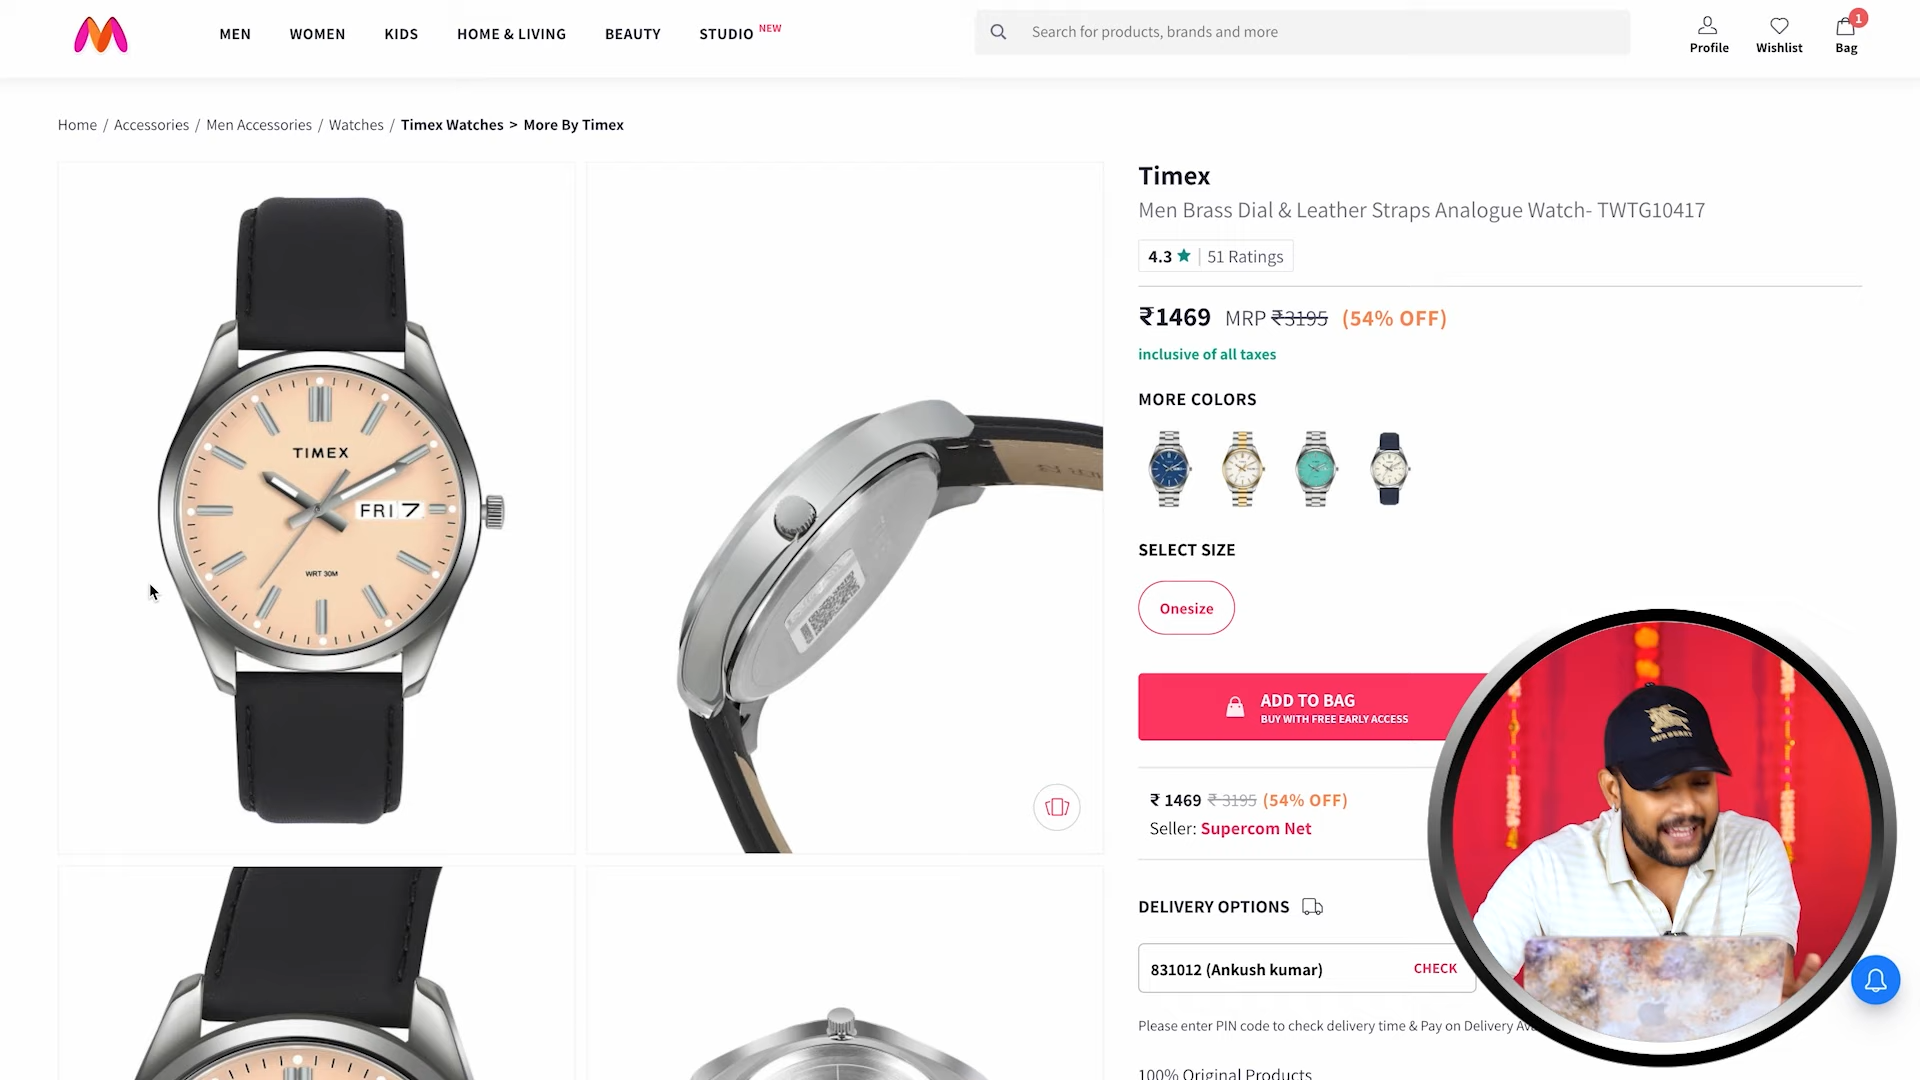 MEN WOMEN KIDS HOME & LIVING BEAUTY STUDIO NEW
Search for products, brands and more
Profile Wishlist Bag 1
Home / Accessories / Men Accessories / Watches / Timex Watches > More By Timex
TIMEX
FRI 7
WRT 30M
Timex
Men Brass Dial & Leather Straps Analogue Watch- TWTG10417
4.3 ★ | 51 Ratings
₹1469 MRP ₹3195 (54% OFF)
inclusive of all taxes
MORE COLORS
SELECT SIZE
Onesize
ADD TO BAG
BUY WITH FREE EARLY ACCESS
₹ 1469 ₹ 3195 (54% OFF)
Seller: Supercom Net
DELIVERY OPTIONS
831012 (Ankush kumar) CHECK
Please enter PIN code to check delivery time & Pay on Delivery
100% Original Products
BURBERRY